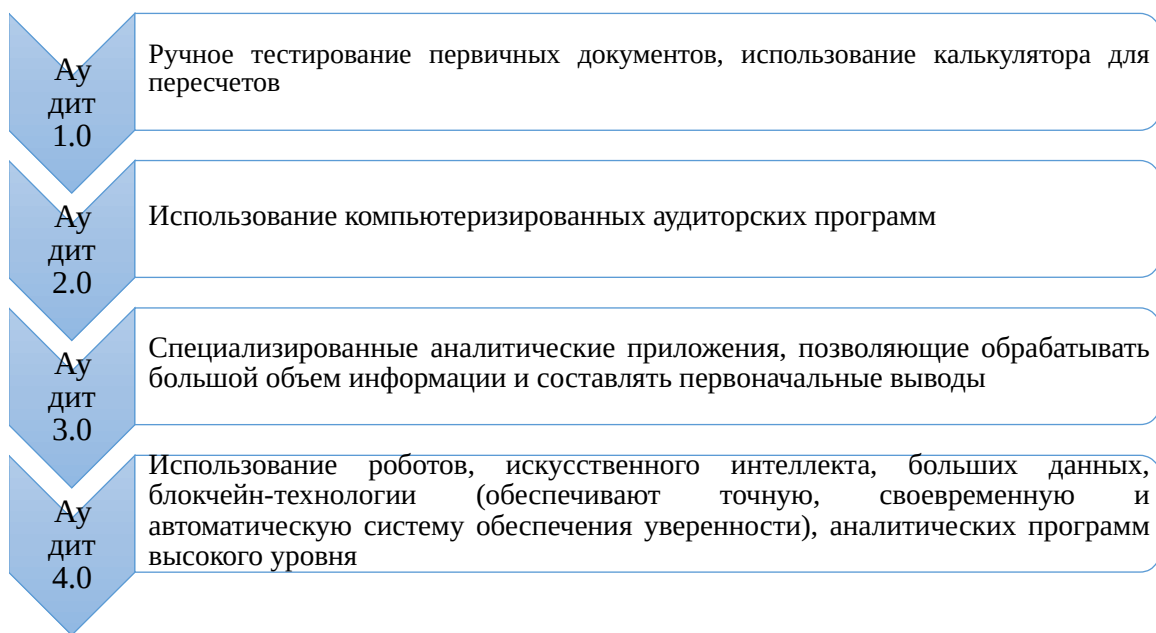 Ау
дит
1.0
Ручное тестирование первичных документов, использование калькулятора для
пересчетов
Ау
дит
2.0
Использование компьютеризированных аудиторских программ
Ау
дит
3.0
Специализированные аналитические приложения, позволяющие обрабатывать
большой объем информации и составлять первоначальные выводы
Ау
дит
4.0
Использование роботов, искусственного интеллекта, больших данных,
блокчейн-технологии (обеспечивают точную, своевременную и
автоматическую систему обеспечения уверенности), аналитических программ
высокого уровня